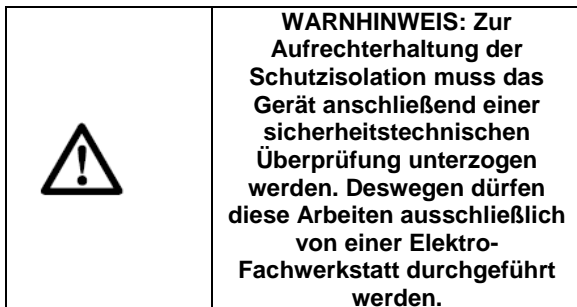 WARNHINWEIS: Zur
Aufrechterhaltung der
Schutzisolation muss das
Gerät anschließend einer
sicherheitstechnischen
Überprüfung unterzogen
werden. Deswegen dürfen
diese Arbeiten ausschließlich
von einer Elektro-
Fachwerkstatt durchgeführt
werden.